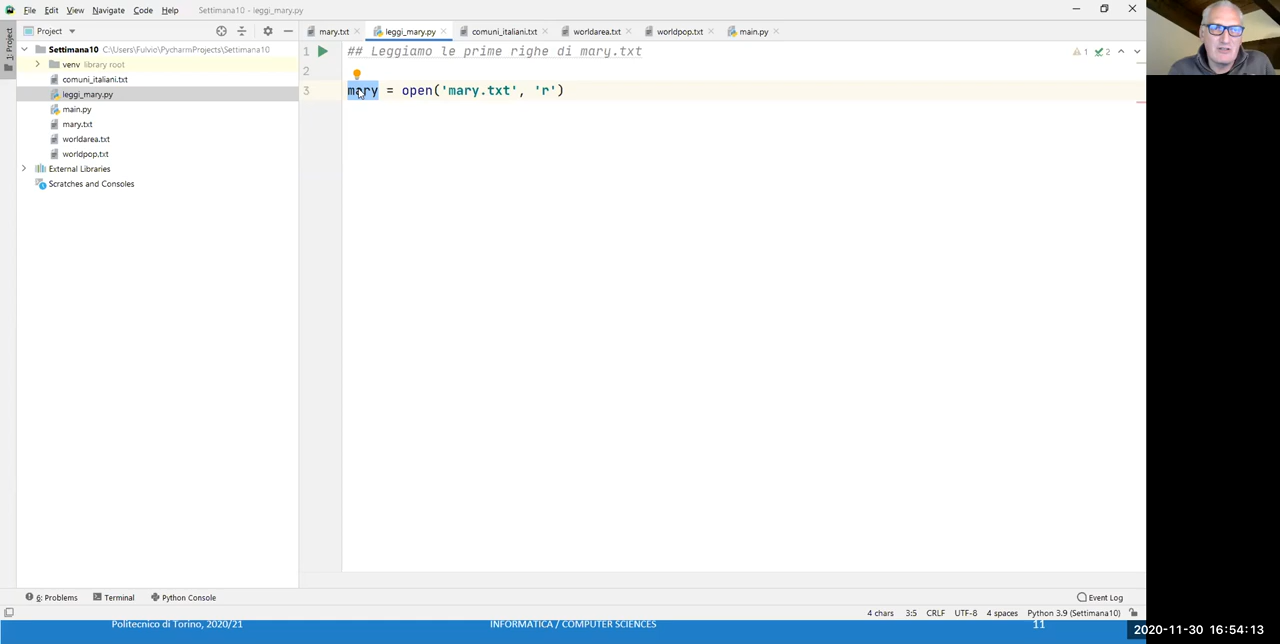 File Edit View Navigate Code Help Settimana10 - leggi_mary.py
Project
mary.txt leggi_mary.py comuni_italiani.txt worldarea.txt worldpop.txt main.py
1: Project
Settimana10 C:\Users\Fulvio\PycharmProjects\Settimana10
venv library root
comuni_italiani.txt
leggi_mary.py
main.py
mary.txt
worldarea.txt
worldpop.txt
External Libraries
Scratches and Consoles
1 ## Leggiamo le prime righe di mary.txt
2
3 mary = open('mary.txt', 'r')
1 2
6: Problems Terminal Python Console Event Log
4 chars 3:5 CRLF UTF-8 4 spaces Python 3.9 (Settimana10)
Politecnico di Torino, 2020/21 INFORMATICA / COMPUTER SCIENCES 11
2020-11-30 16:54:13